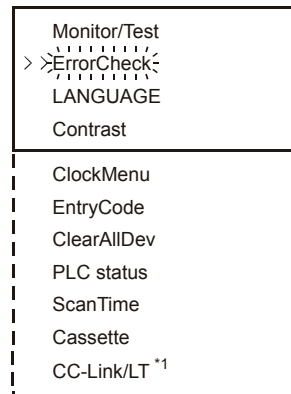 Monitor/Test
> >ErrorCheck
LANGUAGE
Contrast
ClockMenu
EntryCode
ClearAllDev
PLC status
ScanTime
Cassette
CC-Link/LT *1